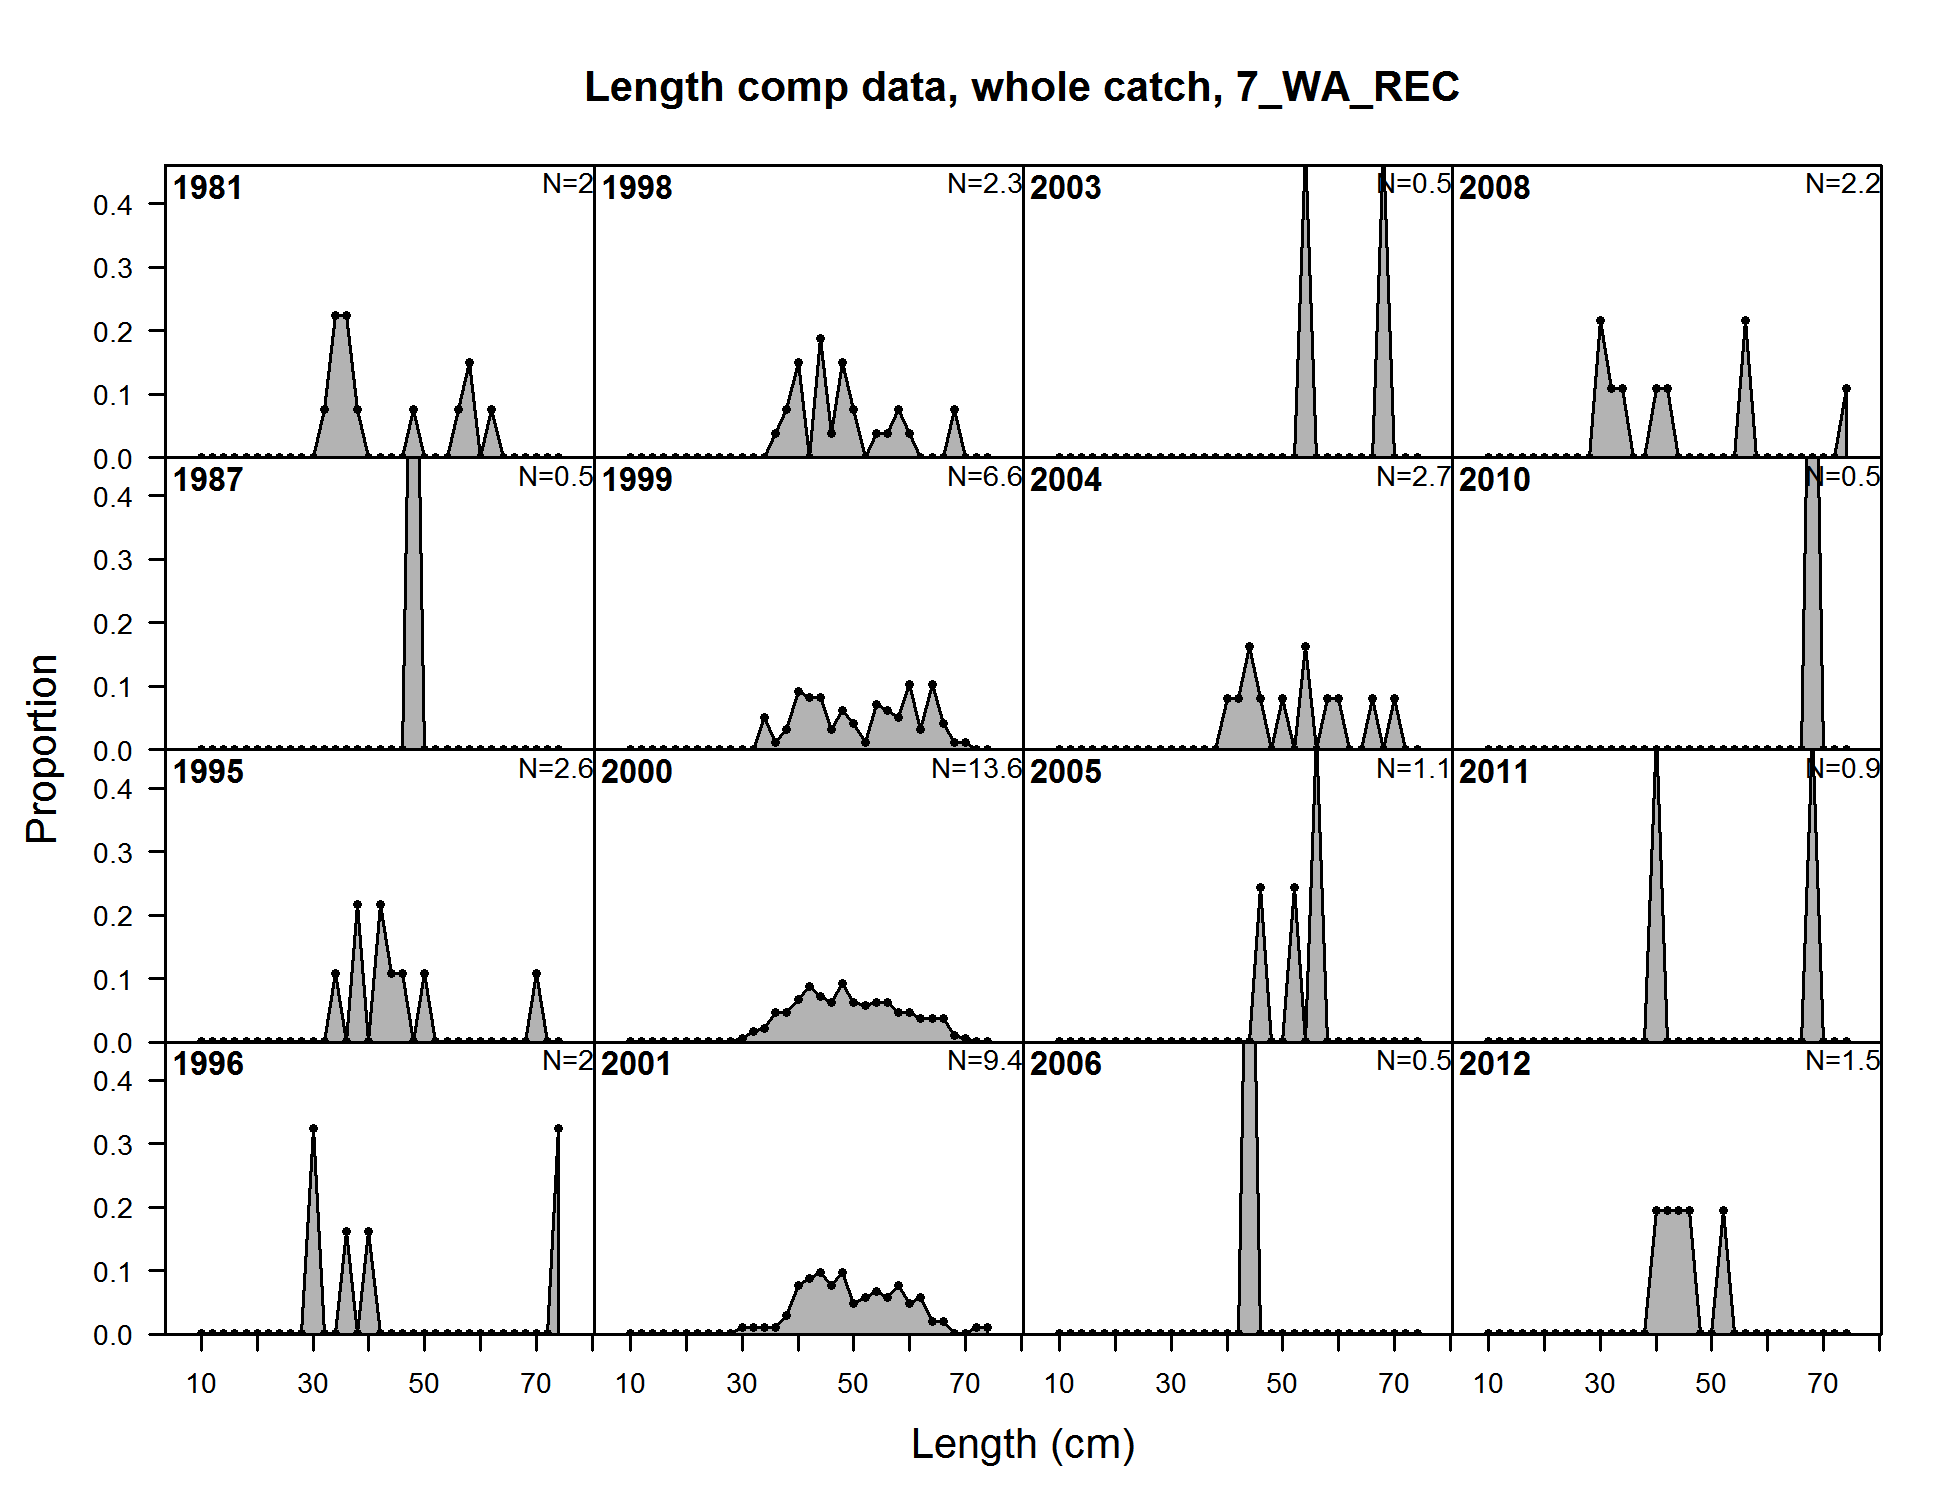 Length comp data, whole catch, 7_WA_REC
1981 N=2 1998 N=2.3 2003 N=0.5 2008 N=2.2
0.4
0.3
0.2
0.1
0.0
1987 N=0.5 1999 N=6.6 2004 N=2.7 2010 N=0.5
0.4
0.3
0.2
0.1
0.0
1995 N=2.6 2000 N=13.6 2005 N=1.1 2011 N=0.9
0.4
0.3
0.2
0.1
0.0
1996 N=2 2001 N=9.4 2006 N=0.5 2012 N=1.5
0.4
0.3
0.2
0.1
0.0
Proportion
10 30 50 70 10 30 50 70 10 30 50 70 10 30 50 70
Length (cm)